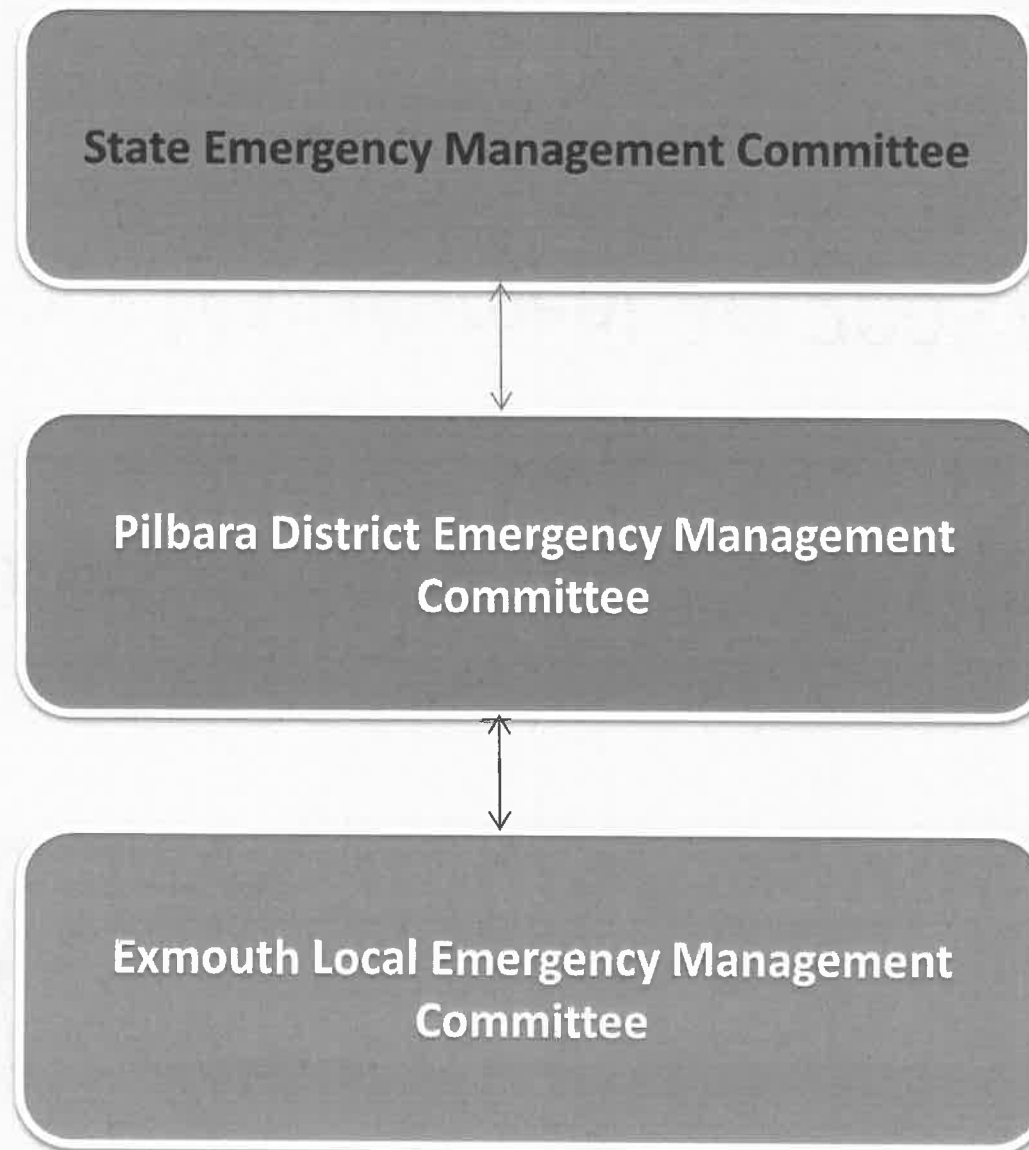 State Emergency Management Committee
Pilbara District Emergency Management
Committee
Exmouth Local Emergency Management
Committee